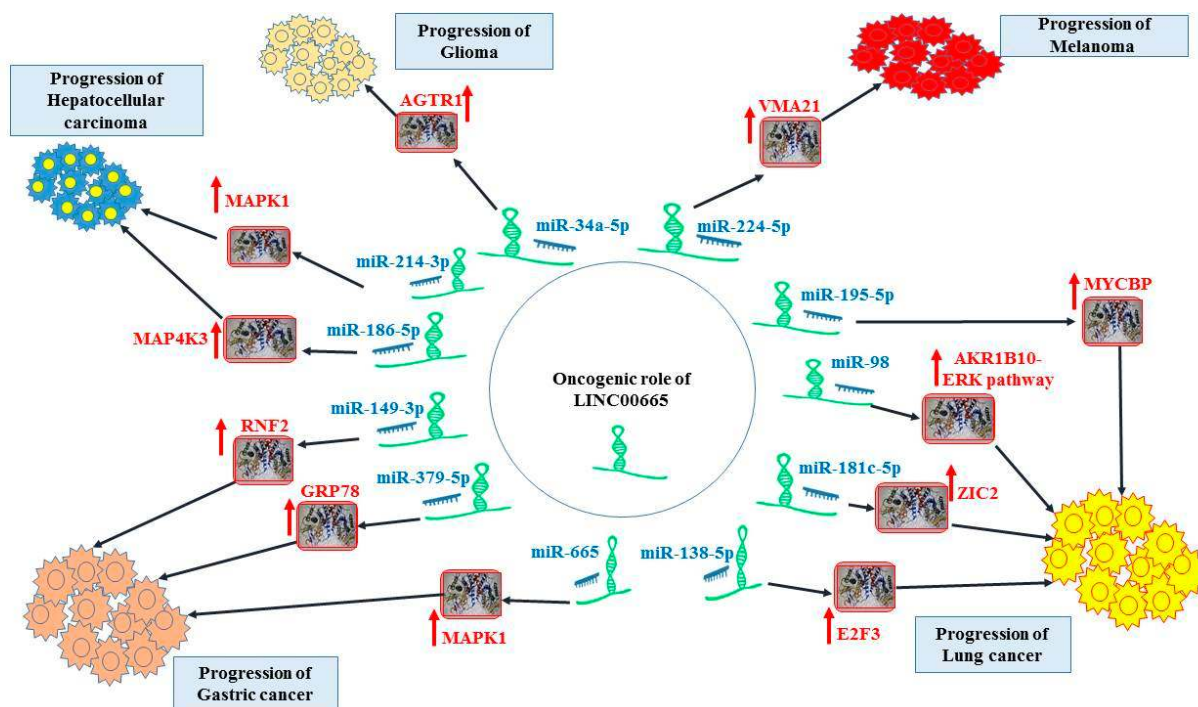 Progression of
Glioma
Progression of
Melanoma
Progression of
Hepatocellular
carcinoma
AGTR1
VMA21
MAPK1
miR-34a-5p
miR-224-5p
miR-214-3p
miR-195-5p
MYCBP
MAP4K3
miR-186-5p
miR-98
AKR1B10-
ERK pathway
Oncogenic role of
LINC00665
miR-149-3p
RNF2
miR-379-5p
GRP78
miR-181c-5p
ZIC2
miR-665
miR-138-5p
MAPK1
E2F3
Progression of
Lung cancer
Progression of
Gastric cancer